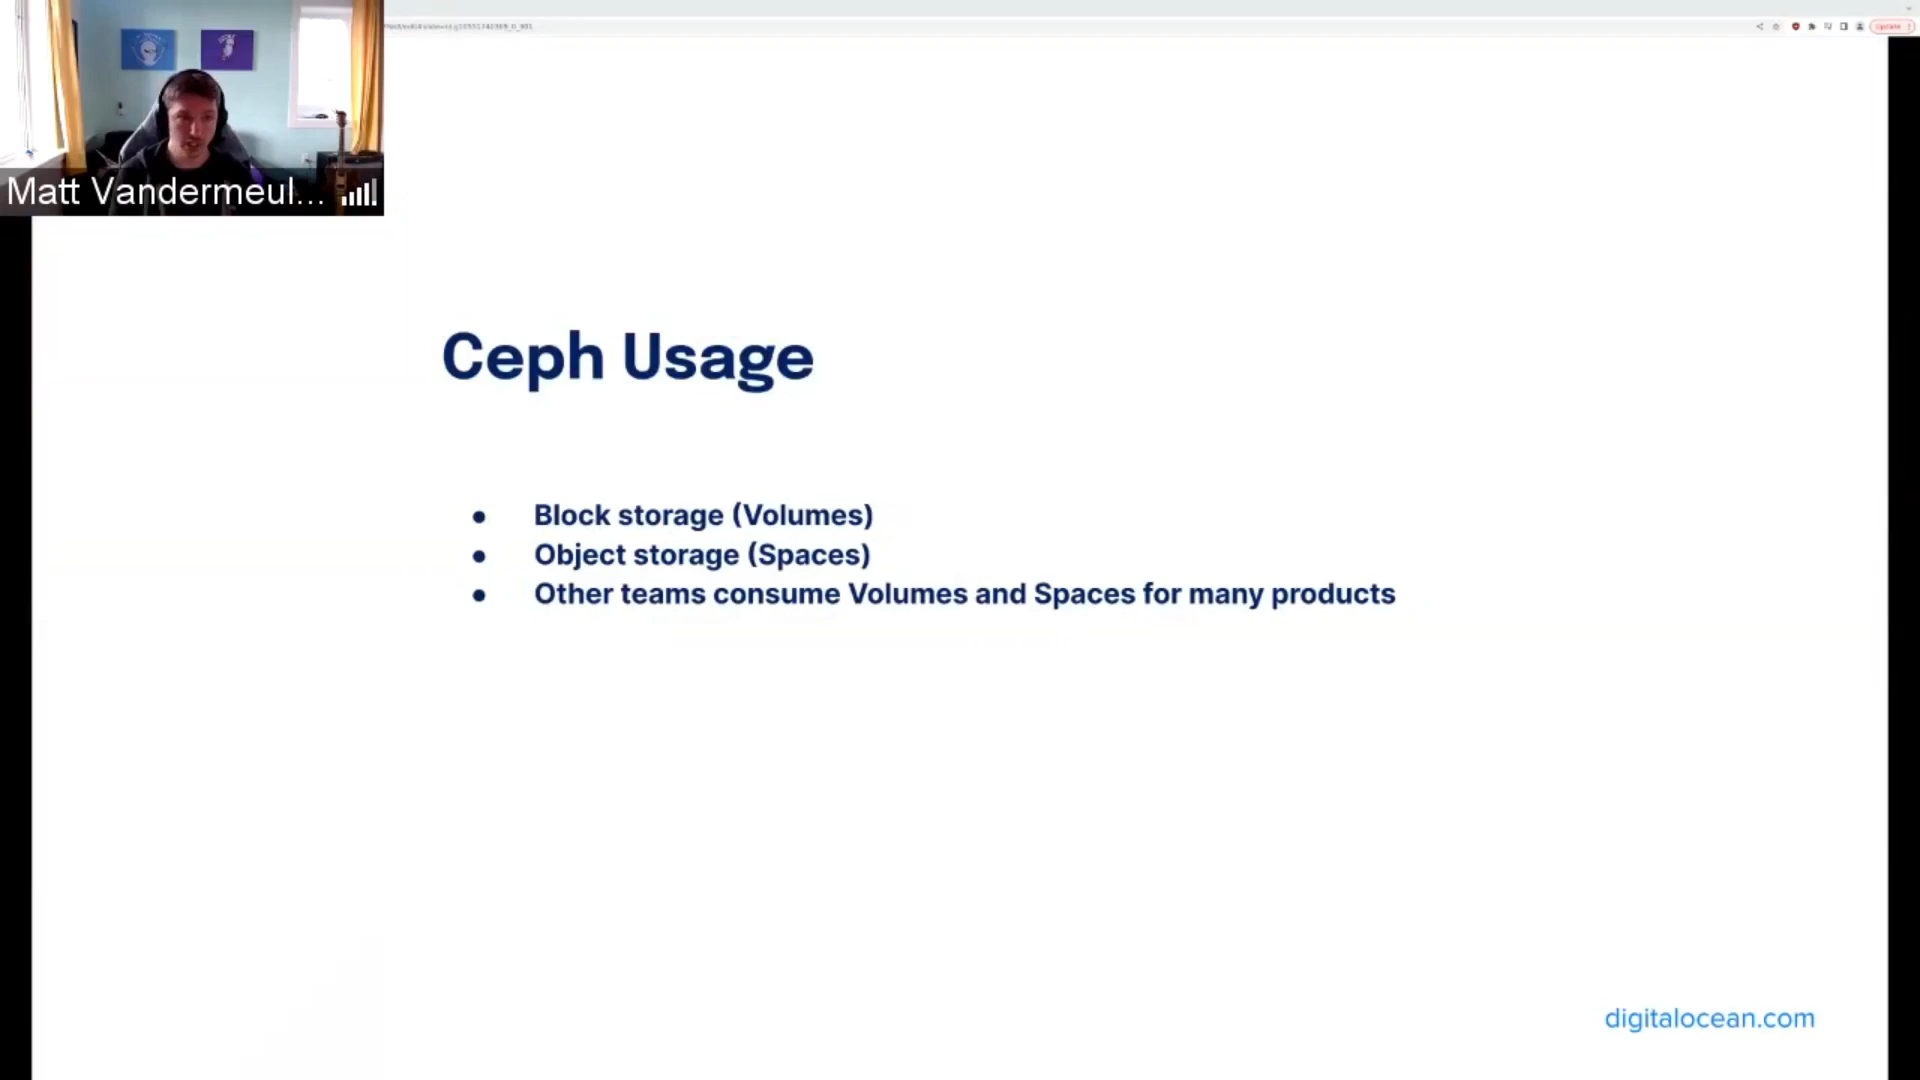 Update
Matt Vandermeul...
Ceph Usage
● Block storage (Volumes)
● Object storage (Spaces)
● Other teams consume Volumes and Spaces for many products
digitalocean.com